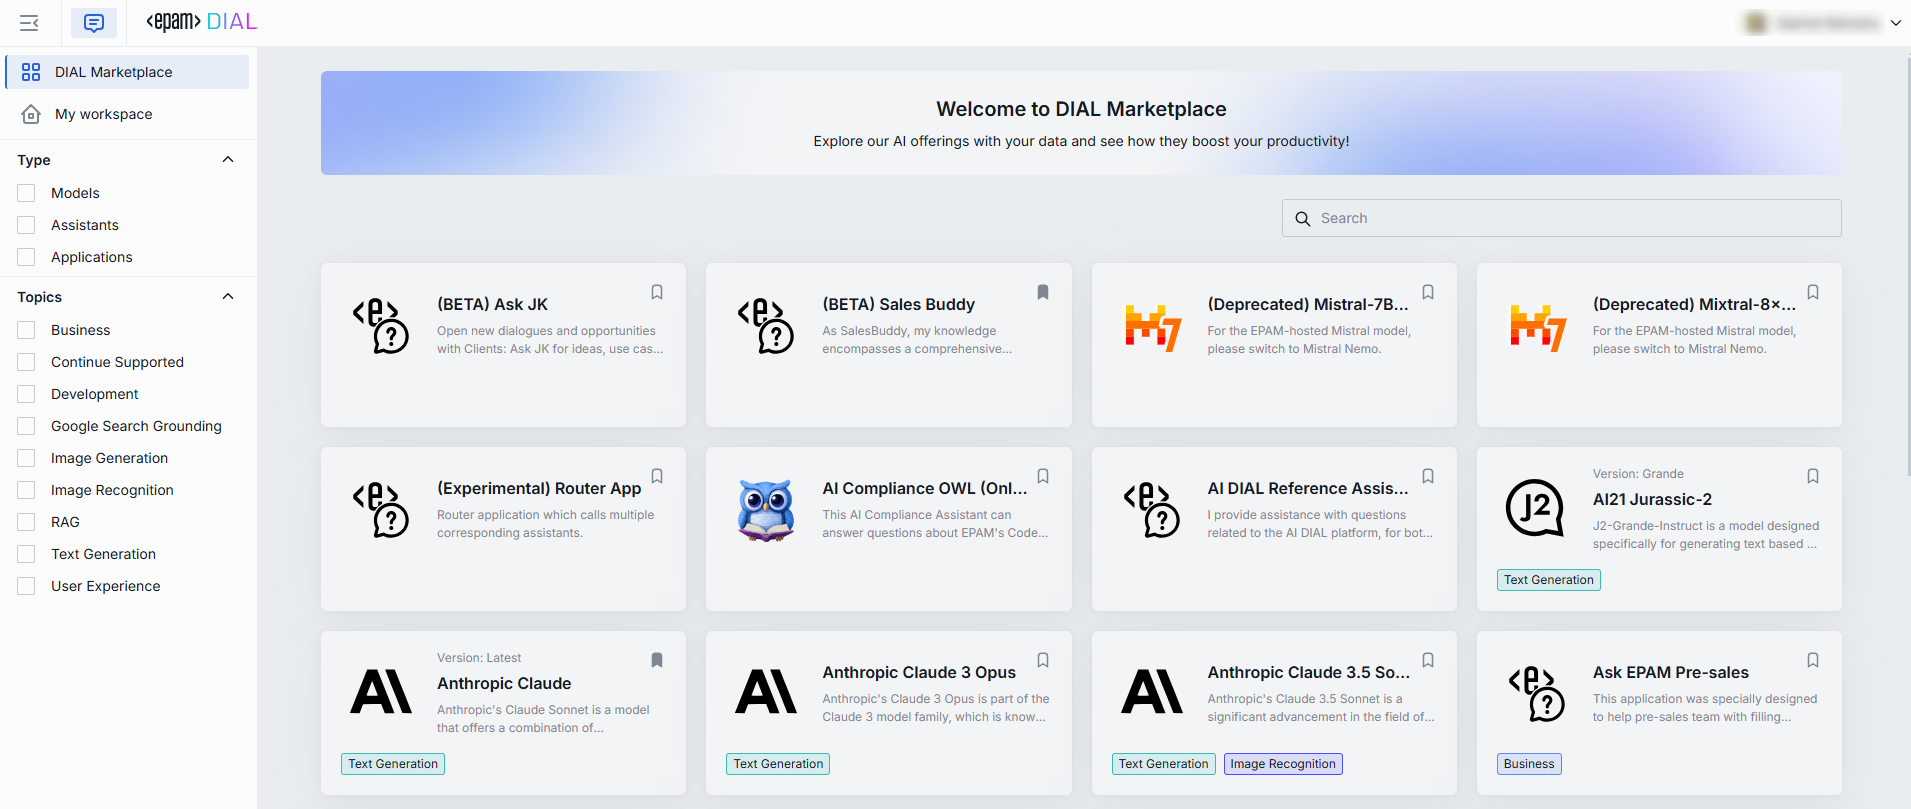 <epam> DIAL
DIAL Marketplace
My workspace
Type
Models
Assistants
Applications
Topics
Business
Continue Supported
Development
Google Search Grounding
Image Generation
Image Recognition
RAG
Text Generation
User Experience
Welcome to DIAL Marketplace
Explore our AI offerings with your data and see how they boost your productivity!
Search
<e> ?
(BETA) Ask JK
Open new dialogues and opportunities
with Clients: Ask JK for ideas, use cas...
<e> ?
(BETA) Sales Buddy
As SalesBuddy, my knowledge
encompasses a comprehensive...
7
(Deprecated) Mistral-7B...
For the EPAM-hosted Mistral model,
please switch to Mistral Nemo.
7
(Deprecated) Mixtral-8×...
For the EPAM-hosted Mistral model,
please switch to Mistral Nemo.
<e> ?
(Experimental) Router App
Router application which calls multiple
corresponding assistants.
AI Compliance OWL (Onl...
This AI Compliance Assistant can
answer questions about EPAM's Code...
<e> ?
AI DIAL Reference Assis...
I provide assistance with questions
related to the AI DIAL platform, for bot...
J2
Version: Grande
AI21 Jurassic-2
J2-Grande-Instruct is a model designed
specifically for generating text based ...
Text Generation
AI
Version: Latest
Anthropic Claude
Anthropic's Claude Sonnet is a model
that offers a combination of...
Text Generation
AI
Anthropic Claude 3 Opus
Anthropic's Claude 3 Opus is part of the
Claude 3 model family, which is know...
Text Generation
AI
Anthropic Claude 3.5 So...
Anthropic's Claude 3.5 Sonnet is a
significant advancement in the field of...
Text Generation
Image Recognition
<e> ?
Ask EPAM Pre-sales
This application was specially designed
to help pre-sales team with filling...
Business